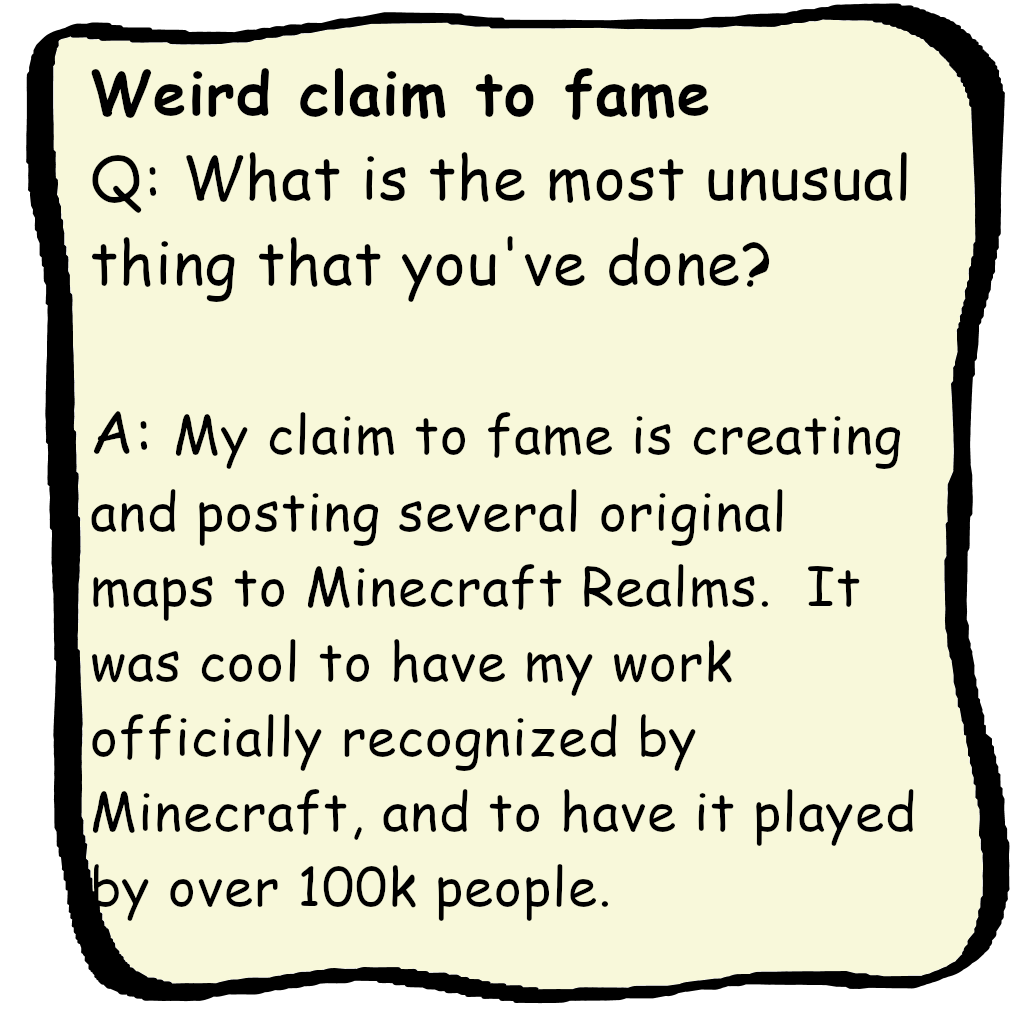 Weird claim to fame
Q: What is the most unusual
thing that you've done?
A: My claim to fame is creating
and posting several original
maps to Minecraft Realms.  It
was cool to have my work
officially recognized by
Minecraft, and to have it played
by over 100k people.